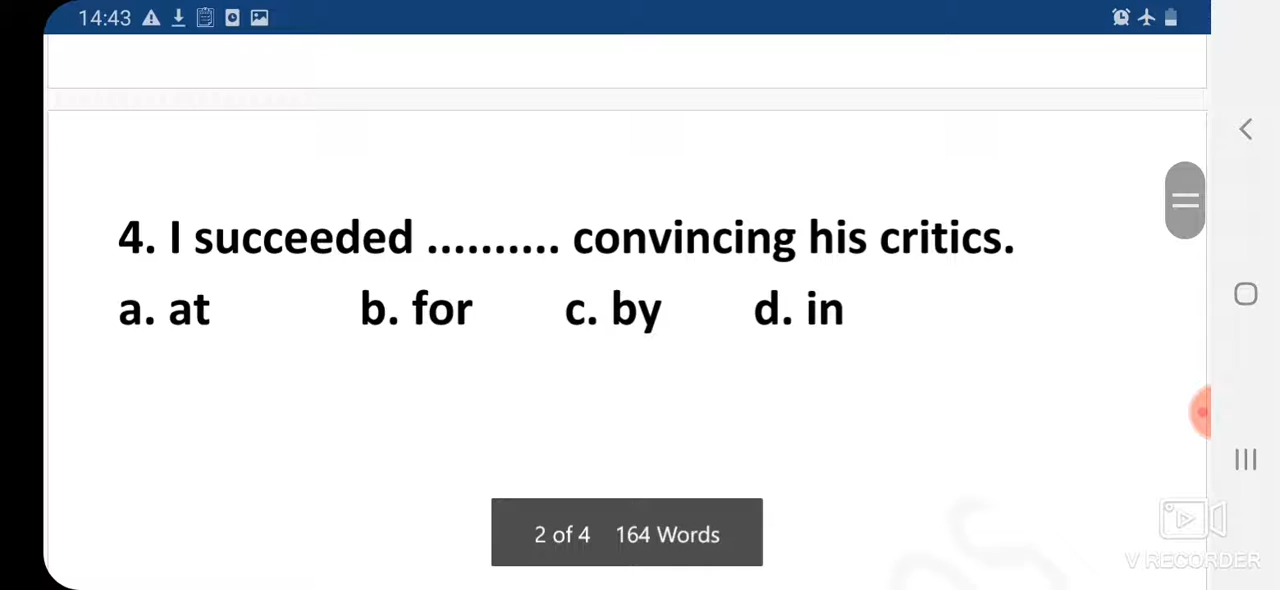 14:43
4. I succeeded .......... convincing his critics.
a. at b. for c. by d. in
2 of 4 164 Words
V RECORDER